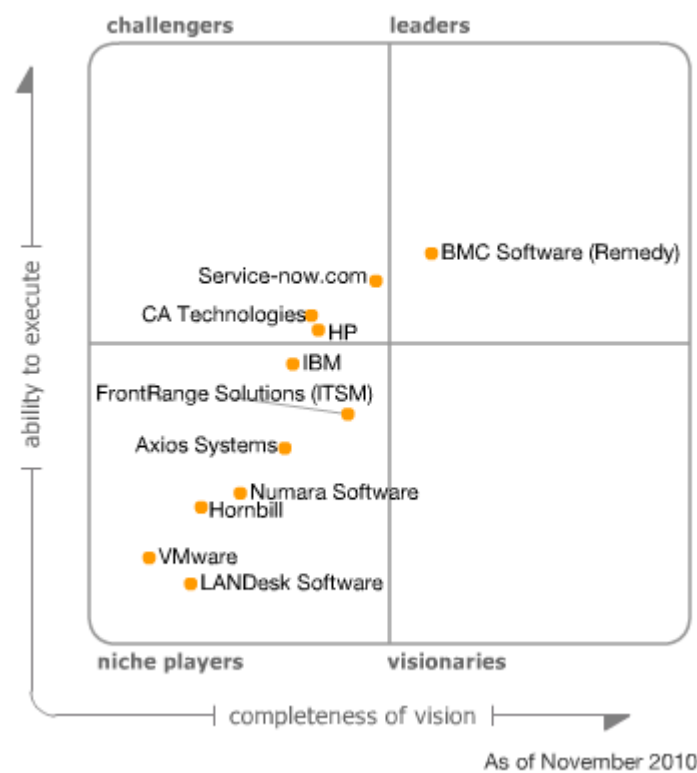 challengers
leaders
BMC Software (Remedy)
Service-now.com
CA Technologies
HP
IBM
FrontRange Solutions (ITSM)
Axios Systems
Numara Software
Hornbill
VMware
LANDesk Software
niche players
visionaries
ability to execute
completeness of vision
As of November 2010